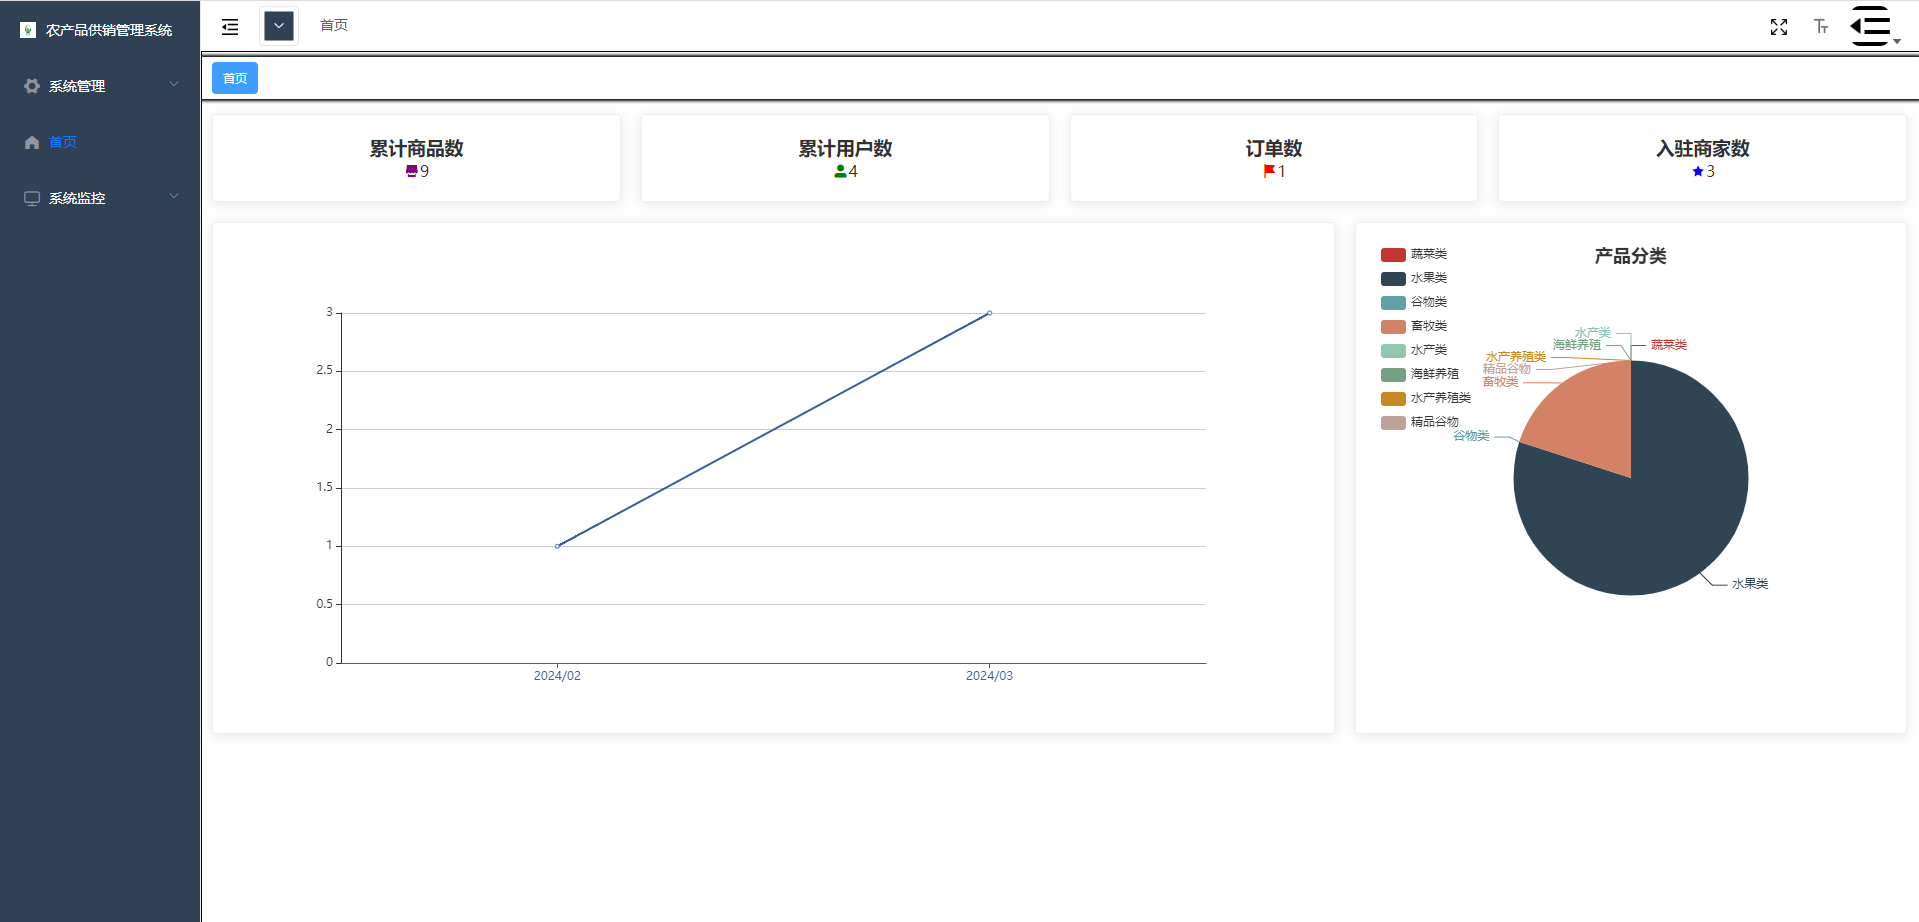 农产品供销管理系统
系统管理
首页
系统监控
首页
首页
累计商品数
9
累计用户数
4
订单数
1
入驻商家数
3
3
2.5
2
1.5
1
0.5
0
2024/02
2024/03
产品分类
蔬菜类
水果类
谷物类
畜牧类
水产类
海鲜养殖
水产养殖类
精品谷物
水产类
海鲜养殖
蔬菜类
水产养殖类
精品谷物
畜牧类
谷物类
水果类